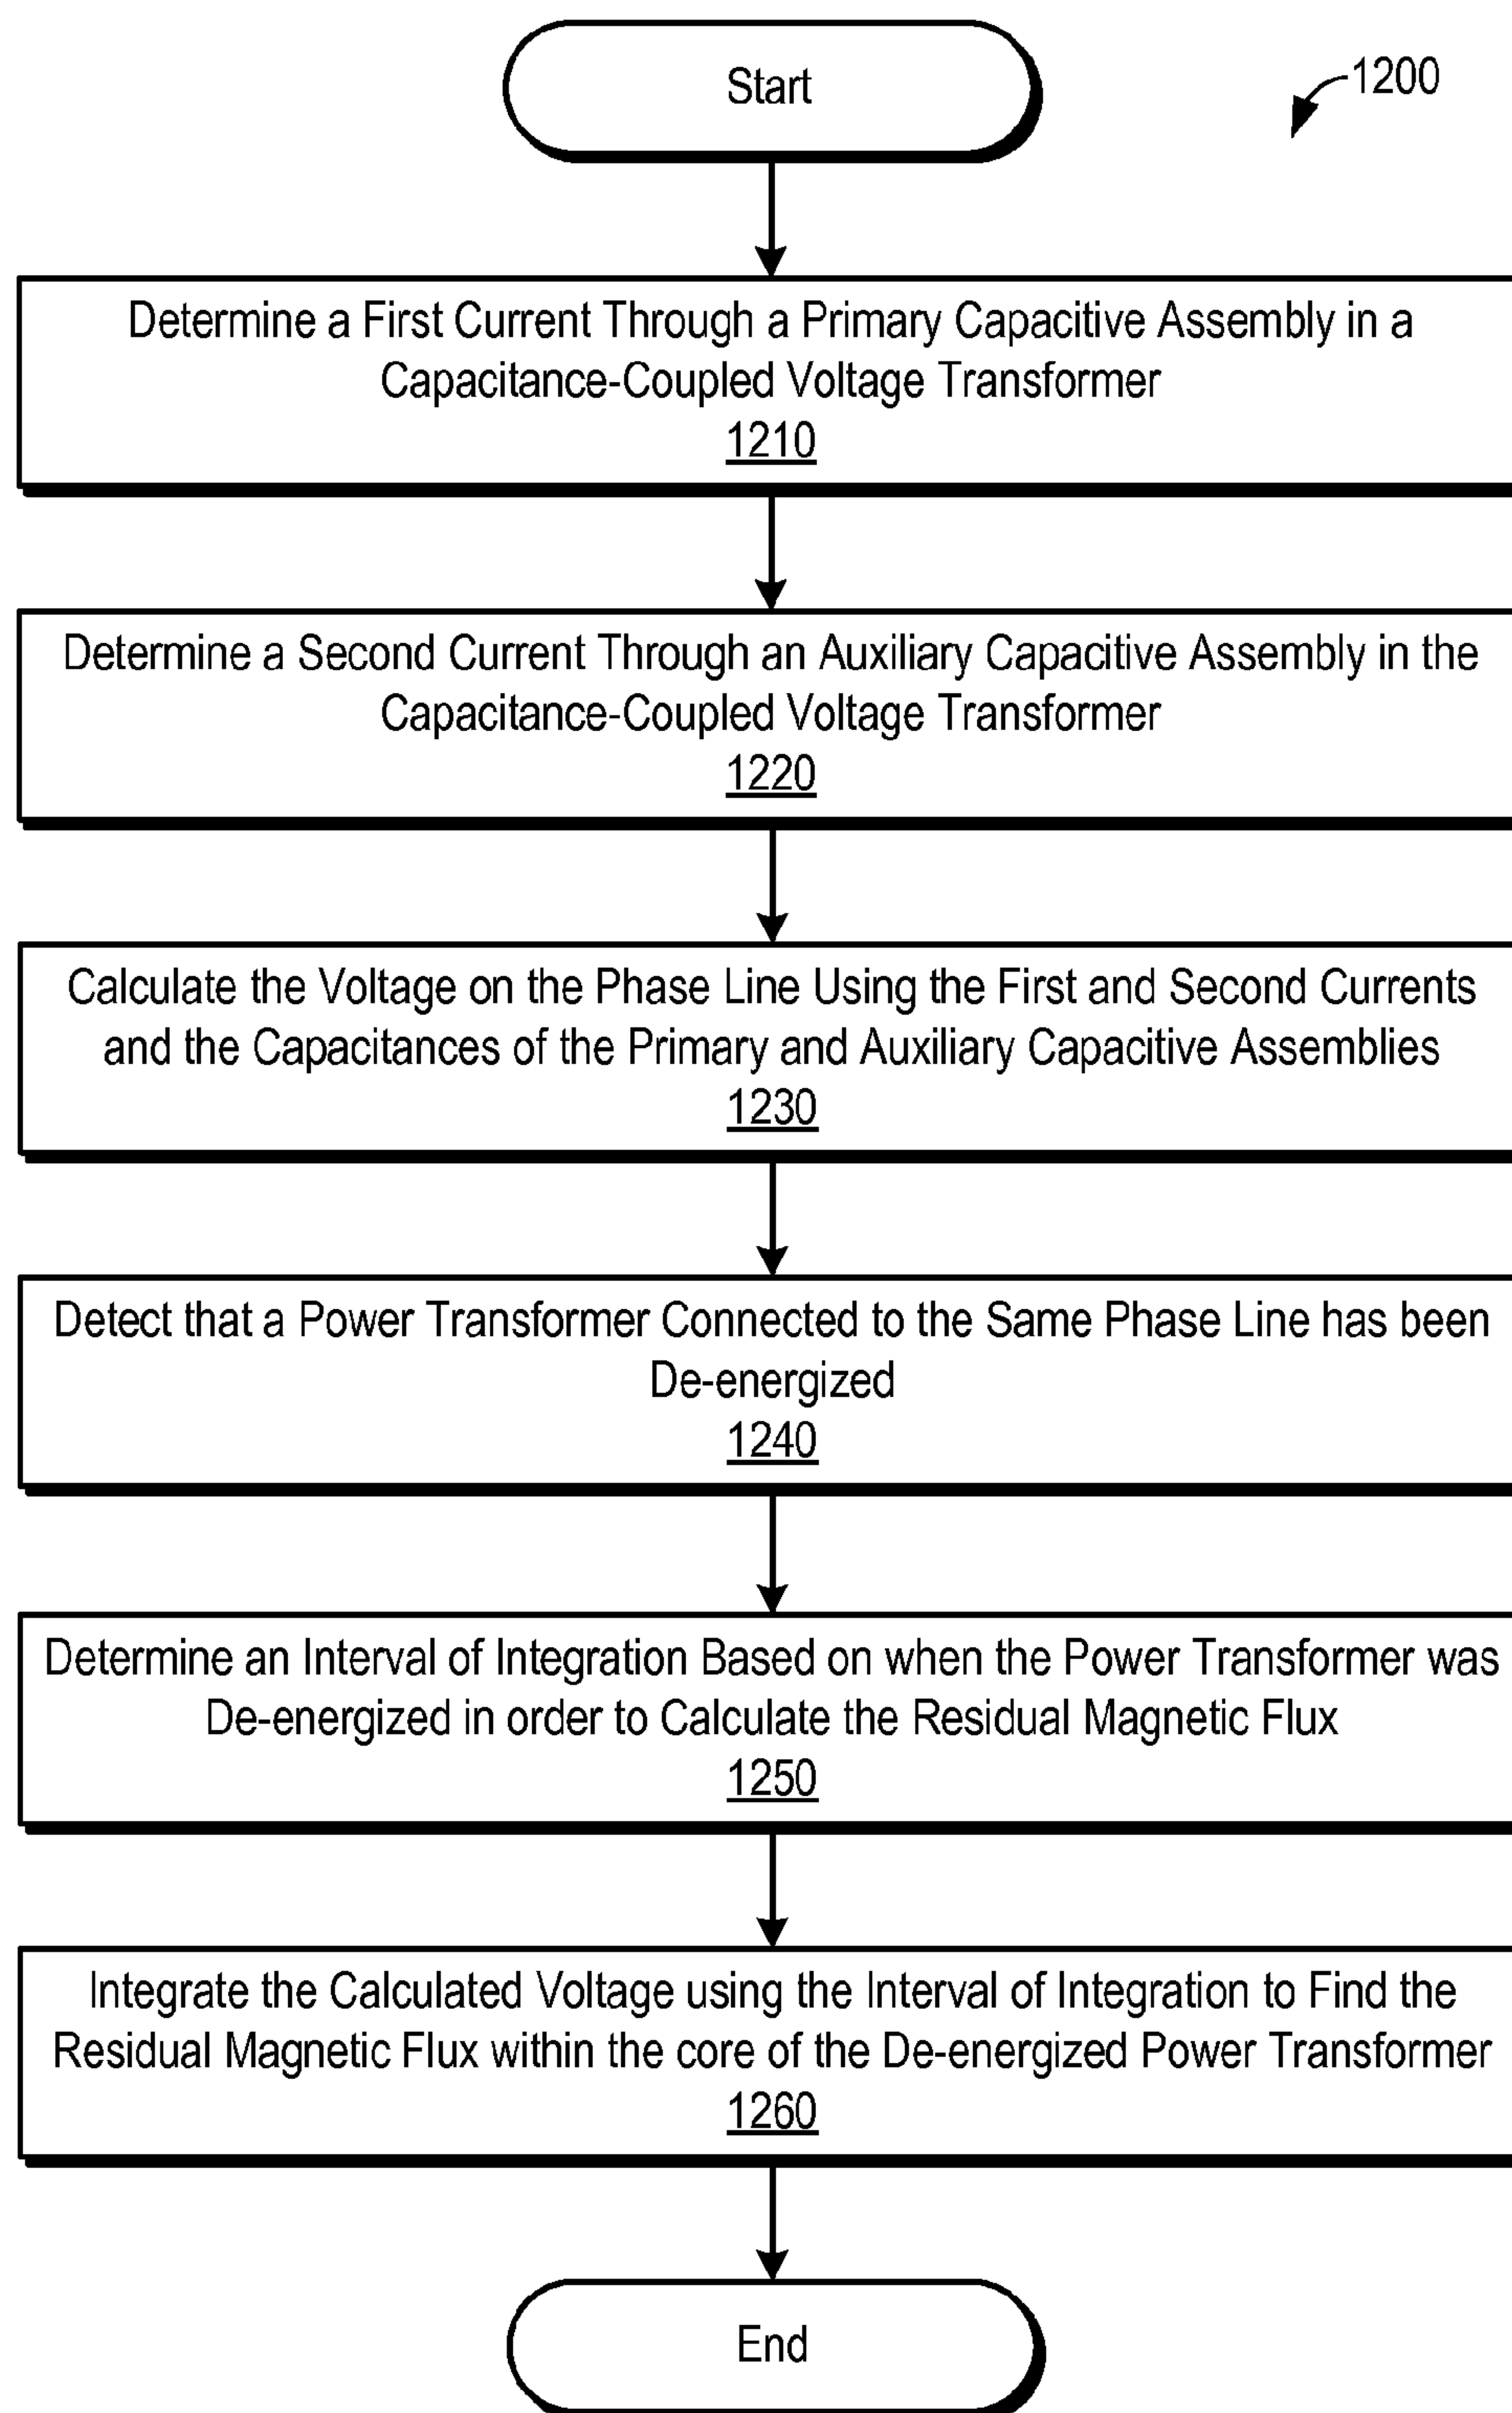 Start
1200
Determine a First Current Through a Primary Capacitive Assembly in a
Capacitance-Coupled Voltage Transformer
1210
Determine a Second Current Through an Auxiliary Capacitive Assembly in the
Capacitance-Coupled Voltage Transformer
1220
Calculate the Voltage on the Phase Line Using the First and Second Currents
and the Capacitances of the Primary and Auxiliary Capacitive Assemblies
1230
Detect that a Power Transformer Connected to the Same Phase Line has been
De-energized
1240
Determine an Interval of Integration Based on when the Power Transformer was
De-energized in order to Calculate the Residual Magnetic Flux
1250
Integrate the Calculated Voltage using the Interval of Integration to Find the
Residual Magnetic Flux within the core of the De-energized Power Transformer
1260
End